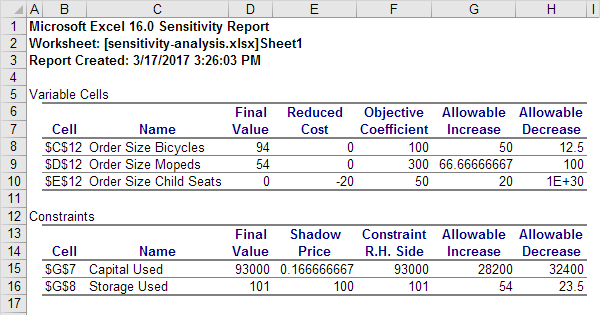 A B C D E F G H I
1 Microsoft Excel 16.0 Sensitivity Report
2 Worksheet: [sensitivity-analysis.xlsx]Sheet1
3 Report Created: 3/17/2017 3:26:03 PM
4
5 Variable Cells
6 Final Reduced Objective Allowable Allowable
7 Cell Name Value Cost Coefficient Increase Decrease
8 $C$12 Order Size Bicycles 94 0 100 50 12.5
9 $D$12 Order Size Mopeds 54 0 300 66.66666667 100
10 $E$12 Order Size Child Seats 0 -20 50 20 1E+30
11
12 Constraints
13 Final Shadow Constraint Allowable Allowable
14 Cell Name Value Price R.H. Side Increase Decrease
15 $G$7 Capital Used 93000 0.166666667 93000 28200 32400
16 $G$8 Storage Used 101 100 101 54 23.5
17